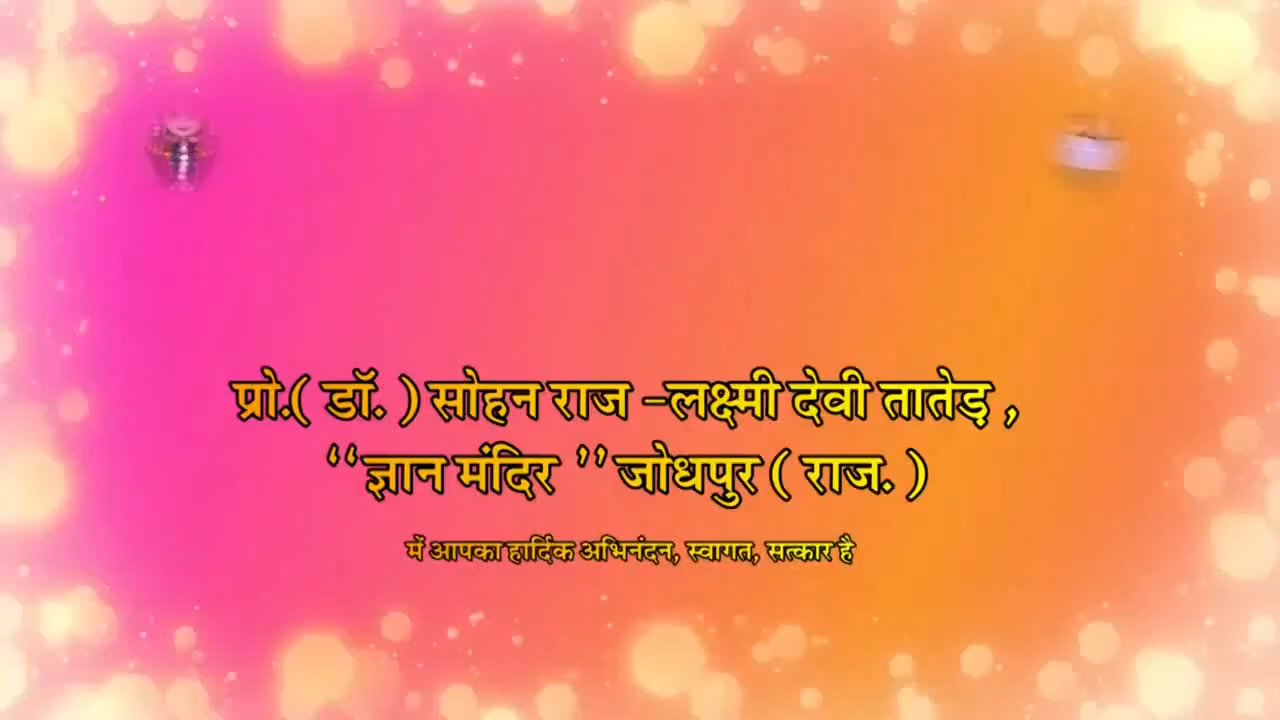 प्रो.( डॉ. ) सोहन राज -लक्ष्मी देवी तातेड़ ,
‘‘ज्ञान मंदिर ’’ जोधपुर ( राज. )
में आपका हार्दिक अभिनंदन, स्वागत, सत्कार है